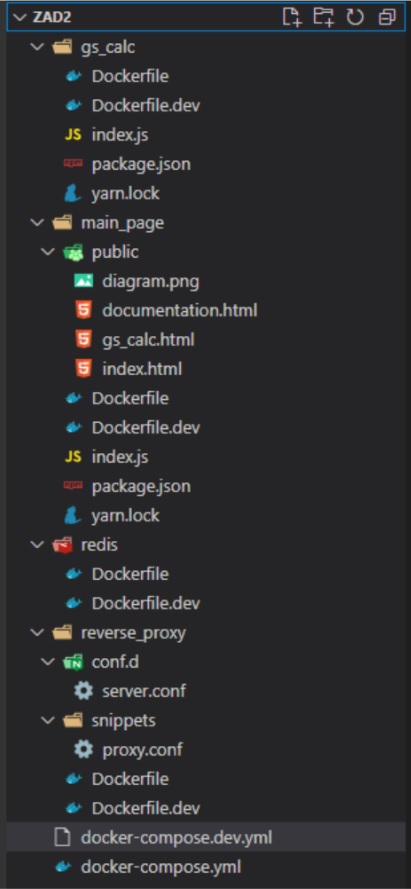 ZAD2
gs_calc
Dockerfile
Dockerfile.dev
JS index.js
package.json
yarn.lock
main_page
public
diagram.png
documentation.html
gs_calc.html
index.html
Dockerfile
Dockerfile.dev
JS index.js
package.json
yarn.lock
redis
Dockerfile
Dockerfile.dev
reverse_proxy
conf.d
server.conf
snippets
proxy.conf
Dockerfile
Dockerfile.dev
docker-compose.dev.yml
docker-compose.yml